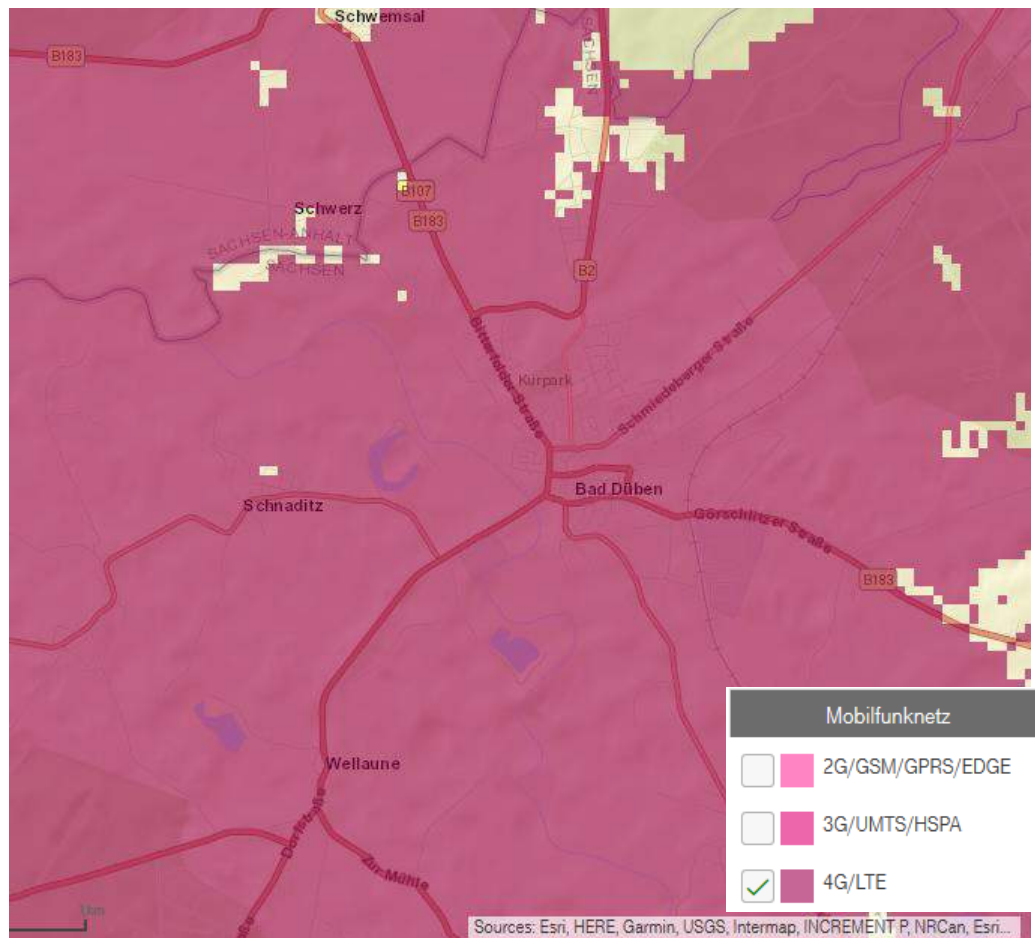 Schwemsal
B183
SACHSEN
B107
Schwerz
B183
SACHSEN-ANHALT
SACHSEN
B2
Bitterfelder Straße
Schmiedeberger Straße
Kurpark
Bad Düben
Schnaditz
Görschlitzer Straße
B183
Wellaune
Dorfstraße
Zur Mühle
1km
Mobilfunknetz
2G/GSM/GPRS/EDGE
3G/UMTS/HSPA
4G/LTE
Sources: Esri, HERE, Garmin, USGS, Intermap, INCREMENT P, NRCan, Esri...